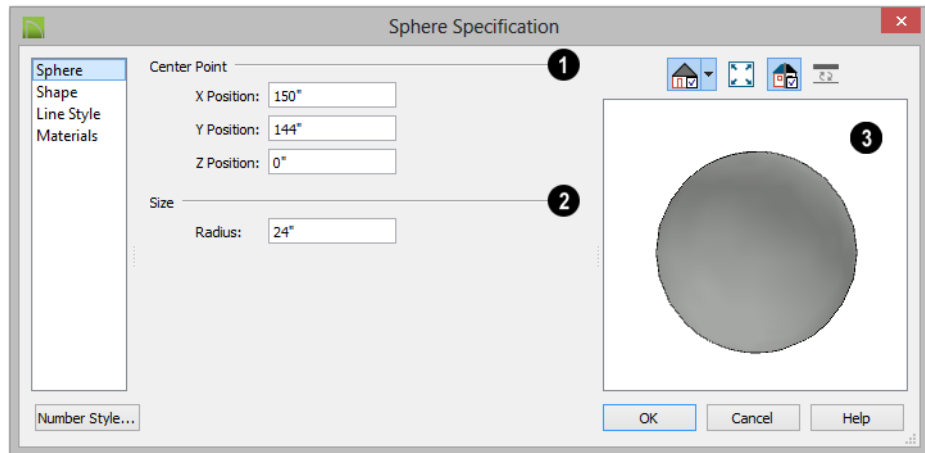 Sphere Specification
Sphere
Shape
Line Style
Materials
Center Point 1
X Position: 150"
Y Position: 144"
Z Position: 0"
Size 2
Radius: 24"
3
Number Style...
OK Cancel Help